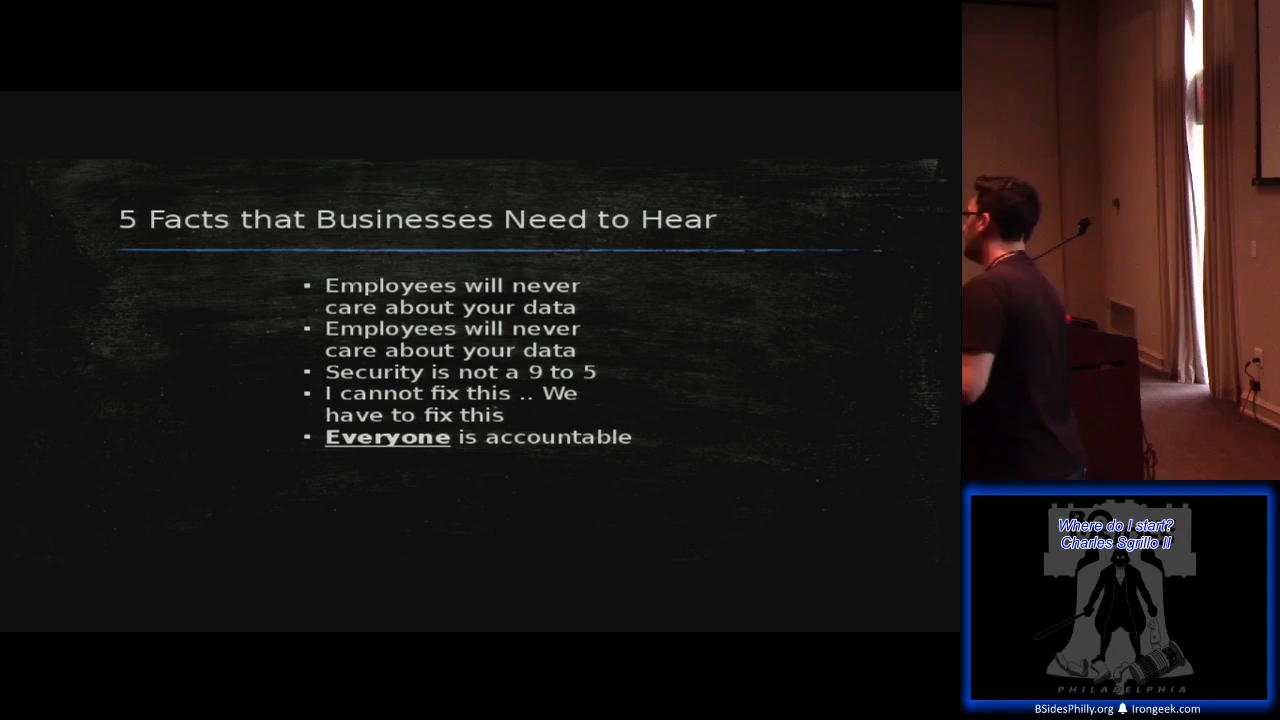 5 Facts that Businesses Need to Hear
▪ Employees will never
care about your data
▪ Employees will never
care about your data
▪ Security is not a 9 to 5
▪ I cannot fix this .. We
have to fix this
▪ Everyone is accountable
Where do I start?
Charles Sgrillo II
PHILADELPHIA
BSidesPhilly.org Irongeek.com